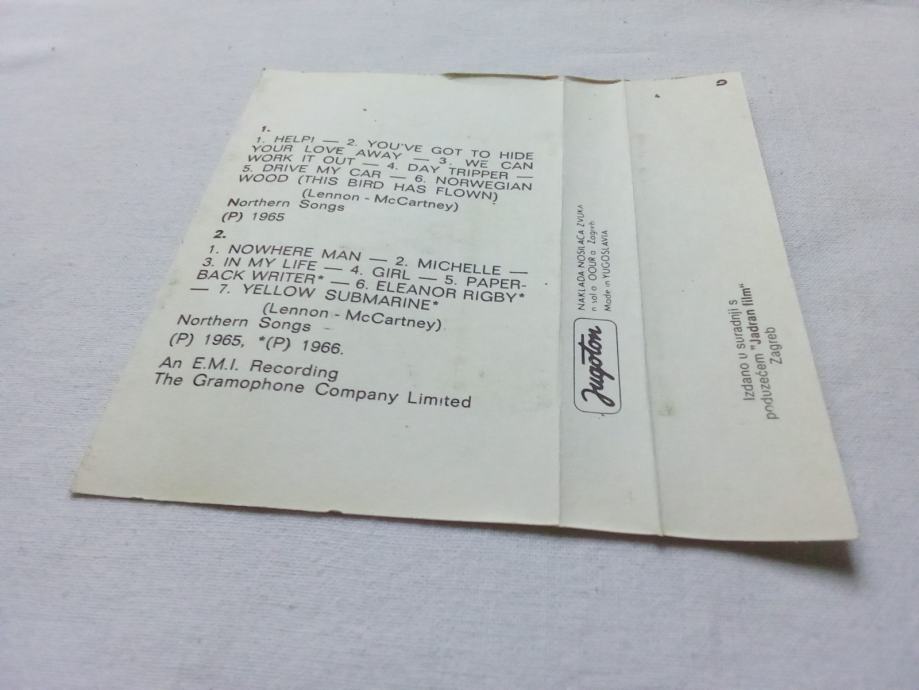 1.
1. HELP! — 2. YOU'VE GOT TO HIDE
YOUR LOVE AWAY — 3. WE CAN
WORK IT OUT — 4. DAY TRIPPER —
5. DRIVE MY CAR — 6. NORWEGIAN
WOOD (THIS BIRD HAS FLOWN)
(Lennon - McCartney)
Northern Songs
(P) 1965
2.
1. NOWHERE MAN — 2. MICHELLE —
3. IN MY LIFE — 4. GIRL — 5. PAPER-
BACK WRITER* — 6. ELEANOR RIGBY*
— 7. YELLOW SUBMARINE*
(Lennon - McCartney)
Northern Songs
(P) 1965, *(P) 1966.
An E.M.I. Recording
The Gramophone Company Limited
Jugoton
NAKLADA NOSILACA ZVUKA
n sol o OOUR a Zagreb
Made in YUGOSLAVIA
Izdano u suradnji s
poduzećem "Jadran film"
Zagreb